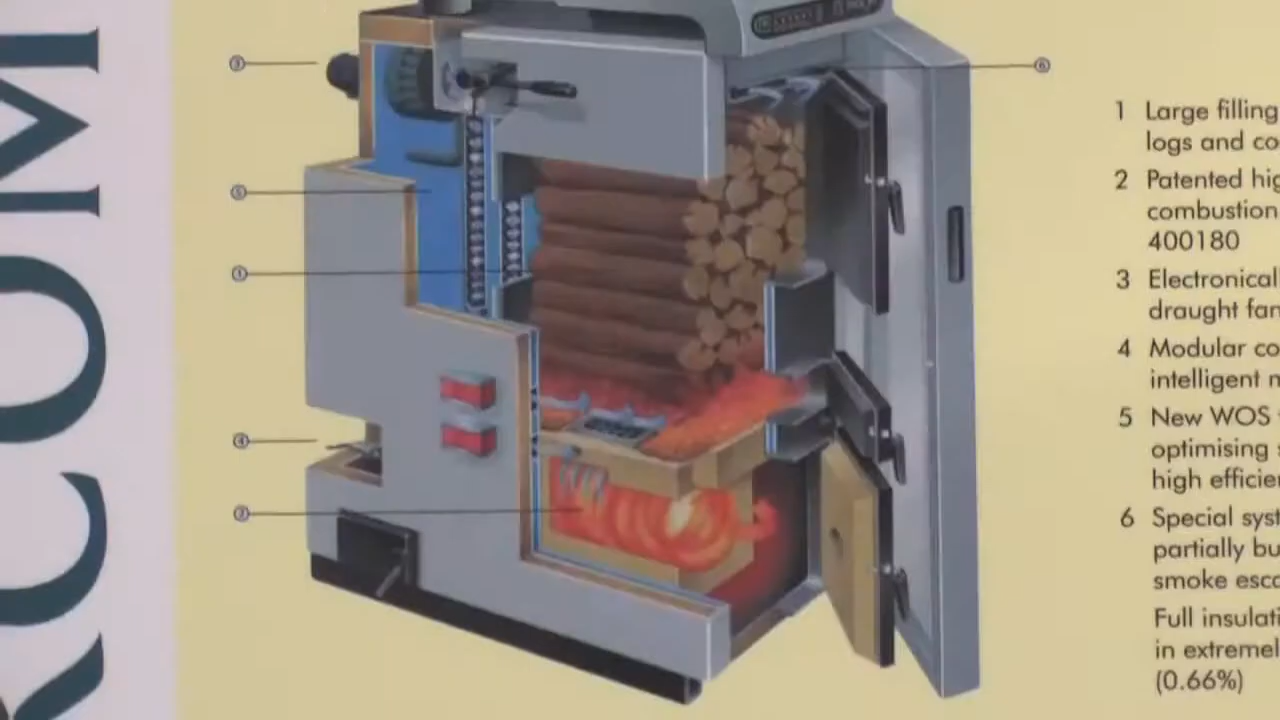 RCOM
1 Large filling
logs and co
2 Patented hig
combustion
400180
3 Electronical
draught fan
4 Modular co
intelligent m
5 New WOS
optimising s
high efficien
6 Special syst
partially bu
smoke esca
Full insulati
in extremel
(0.66%)